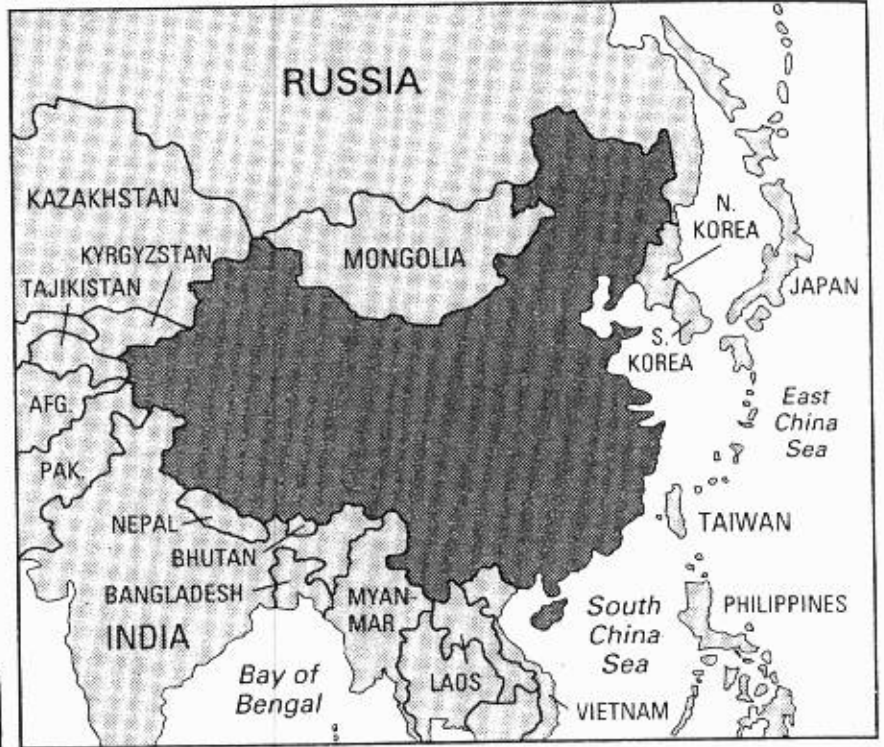 RUSSIA
KAZAKHSTAN
KYRGYZSTAN
TAJIKISTAN
MONGOLIA
N.
KOREA
JAPAN
S.
KOREA
AFG.
East
China
Sea
PAK.
NEPAL
BHUTAN
TAIWAN
BANGLADESH
MYAN-
MAR
INDIA
South
China
Sea
PHILIPPINES
Bay of
Bengal
LAOS
VIETNAM